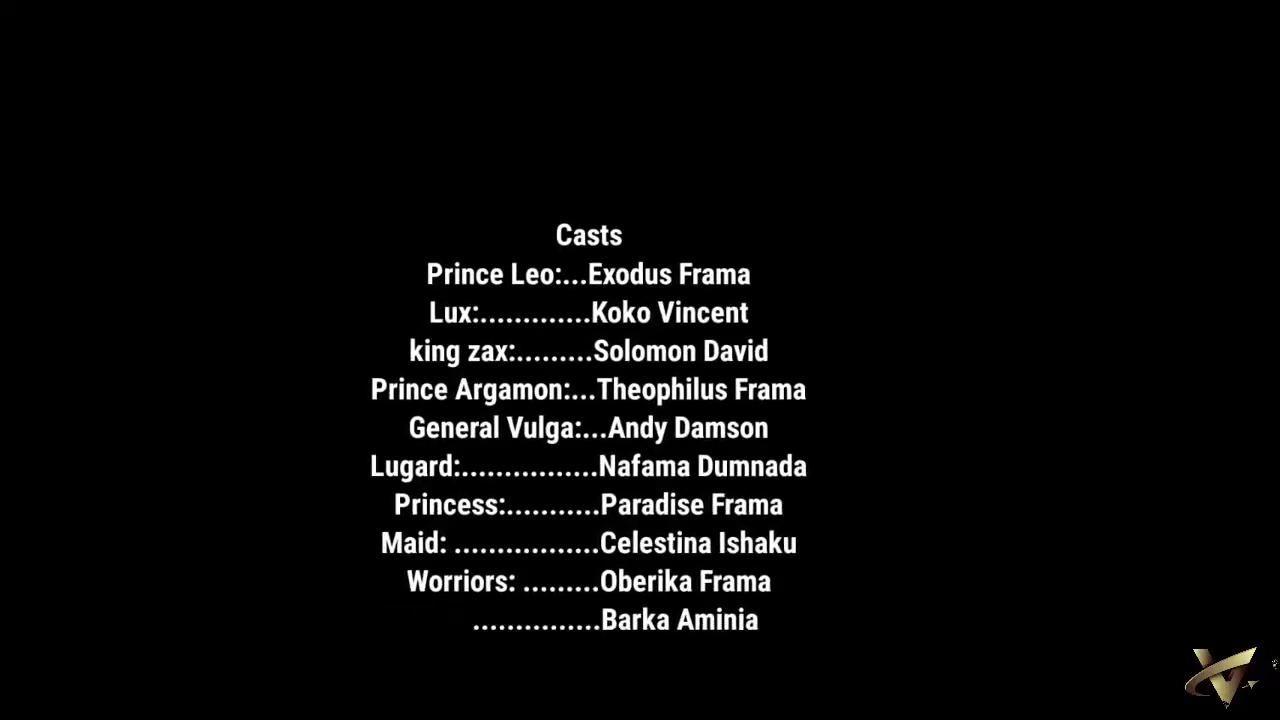 Casts
Prince Leo:...Exodus Frama
Lux:.............Koko Vincent
king zax:.........Solomon David
Prince Argamon:...Theophilus Frama
General Vulga:...Andy Damson
Lugard:................Nafama Dumnada
Princess:...........Paradise Frama
Maid: .................Celestina Ishaku
Worriors: .........Oberika Frama
...............Barka Aminia